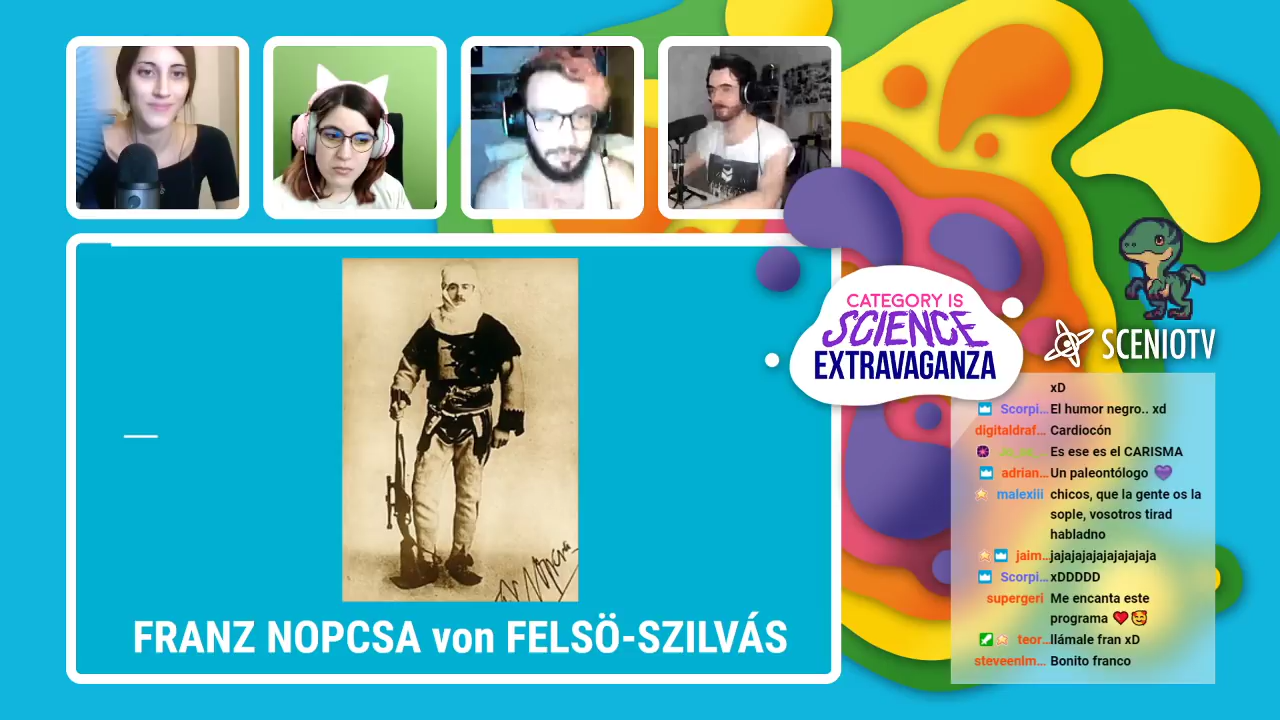 FRANZ NOPCSA von FELSÖ-SZILVÁS
CATEGORY IS
SCIENCE
EXTRAVAGANZA
SCENIOTV
xD
Scorpi... El humor negro.. xd
digitaldraf... Cardiocón
Es ese es el CARISMA
adrian... Un paleontólogo
malexiii chicos, que la gente os la
sople, vosotros tirad
habladno
jaim... jajajajajajajajaja
Scorpi... xDDDDD
supergeri Me encanta este
programa
teor... llámale fran xD
steveenlm... Bonito franco